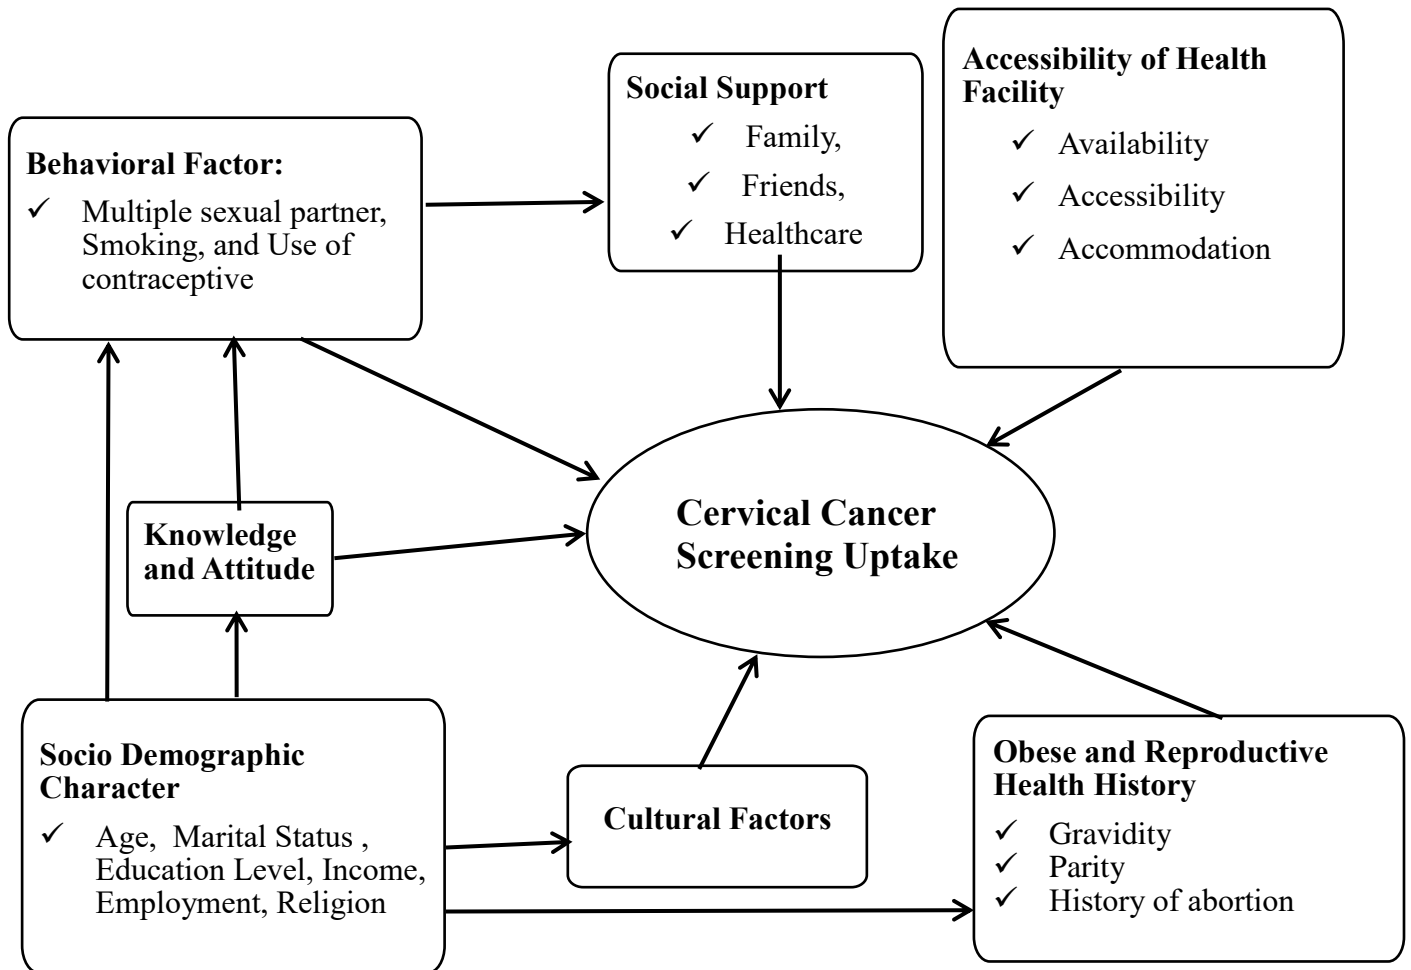 Behavioral Factor:
✓ Multiple sexual partner,
Smoking, and Use of
contraceptive
Social Support
✓ Family,
✓ Friends,
✓ Healthcare
Accessibility of Health
Facility
✓ Availability
✓ Accessibility
✓ Accommodation
Knowledge
and Attitude
Cervical Cancer
Screening Uptake
Socio Demographic
Character
✓ Age, Marital Status ,
Education Level, Income,
Employment, Religion
Cultural Factors
Obese and Reproductive
Health History
✓ Gravidity
✓ Parity
✓ History of abortion